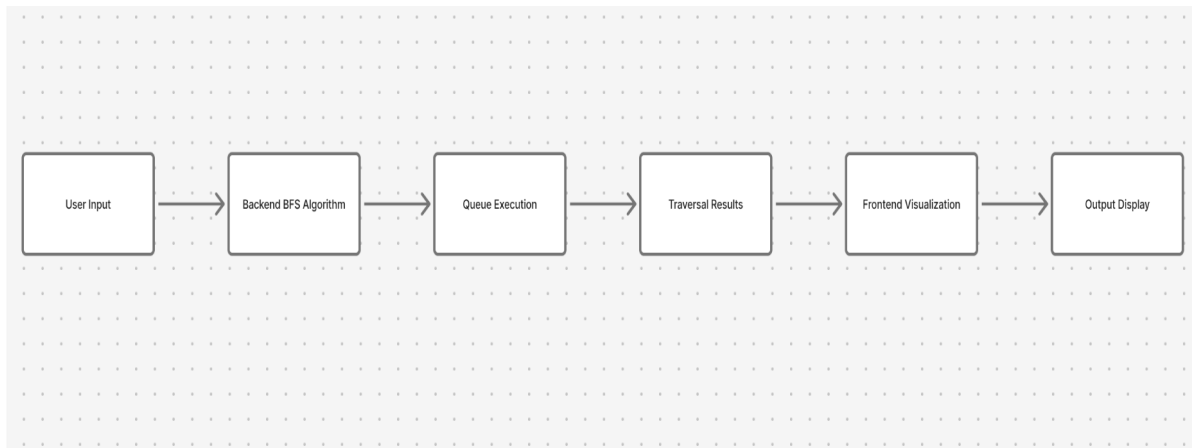 User Input
Backend BFS Algorithm
Queue Execution
Traversal Results
Frontend Visualization
Output Display